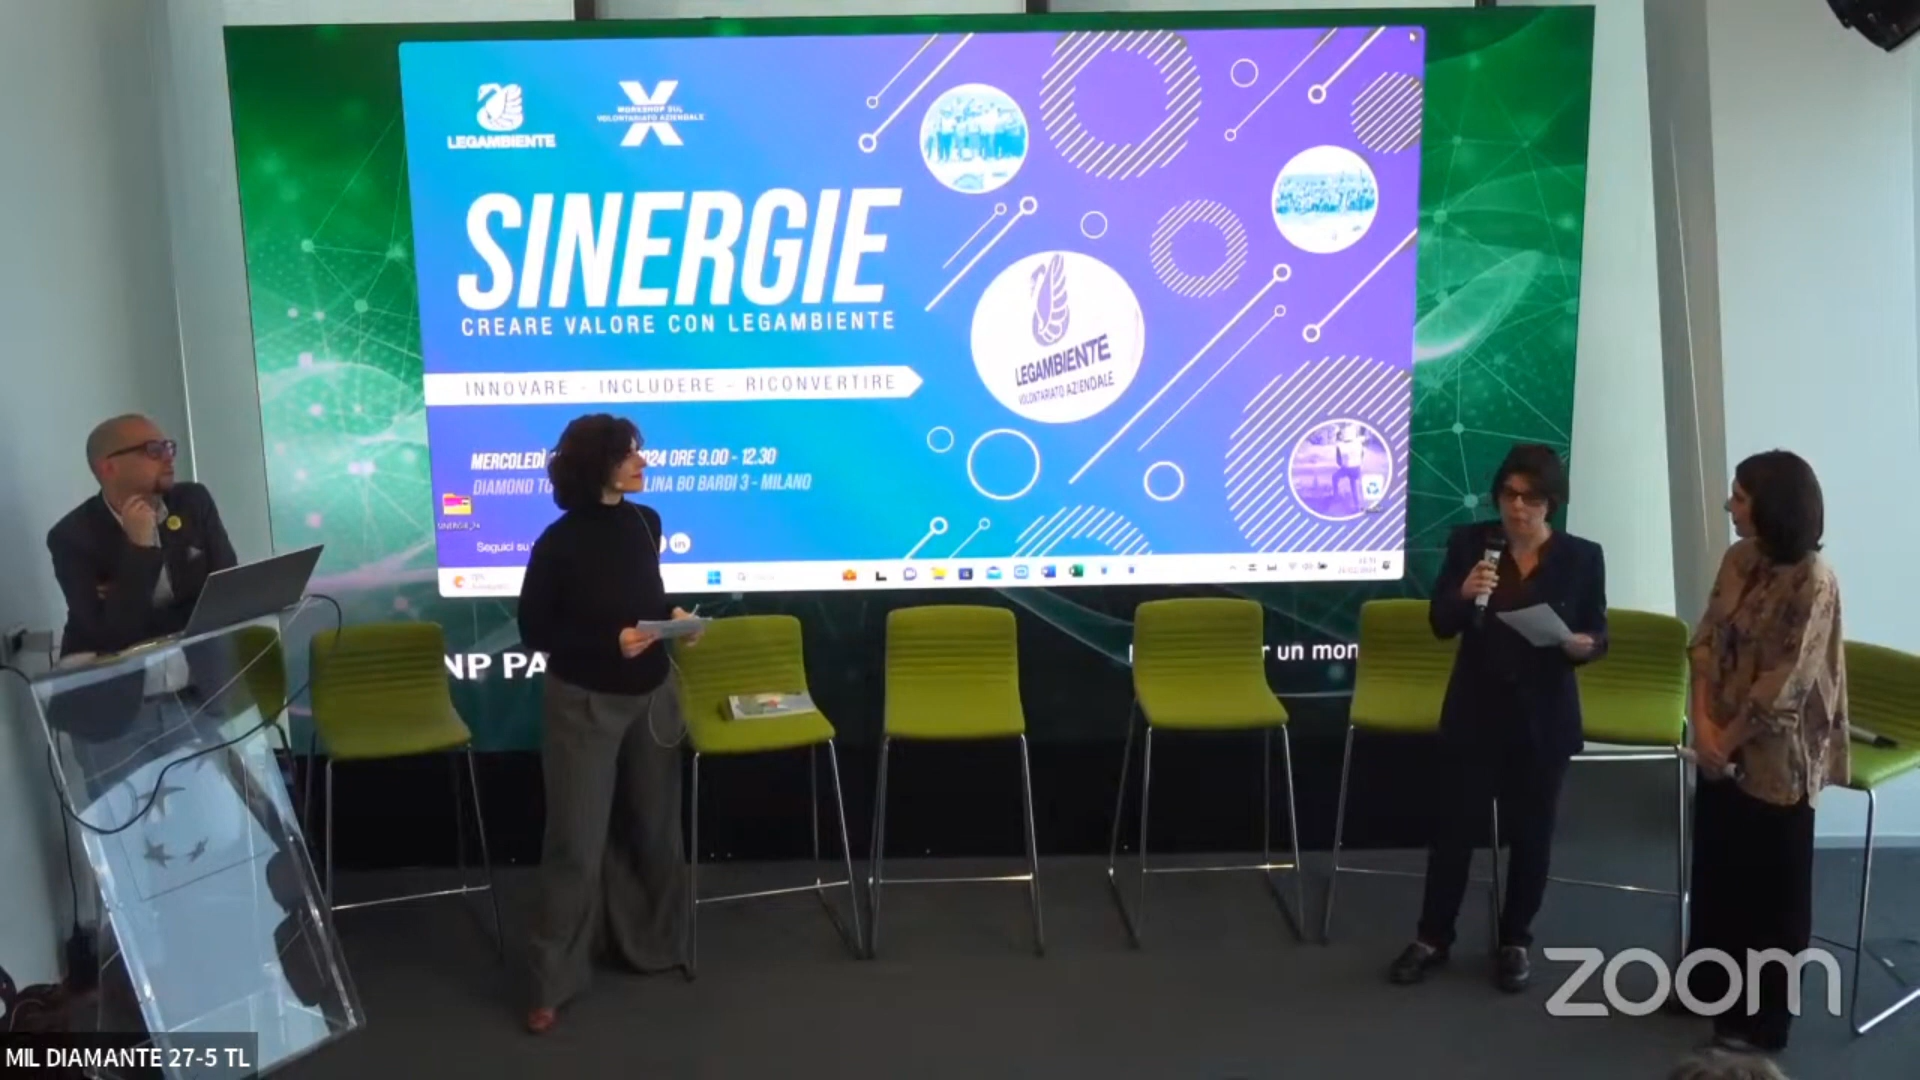 LEGAMBIENTE
WORKSHOP SUL
VOLONTARIATO AZIENDALE
X
SINERGIE
CREARE VALORE CON LEGAMBIENTE
INNOVARE - INCLUDERE - RICONVERTIRE
LEGAMBIENTE
VOLONTARIATO AZIENDALE
MERCOLEDÌ 2024 ORE 9.00 - 12.30
DIAMOND LINA BO BARDI 3 - MILANO
Seguici su
in
NP PA
r un mon
zoom
MIL DIAMANTE 27-5 TL